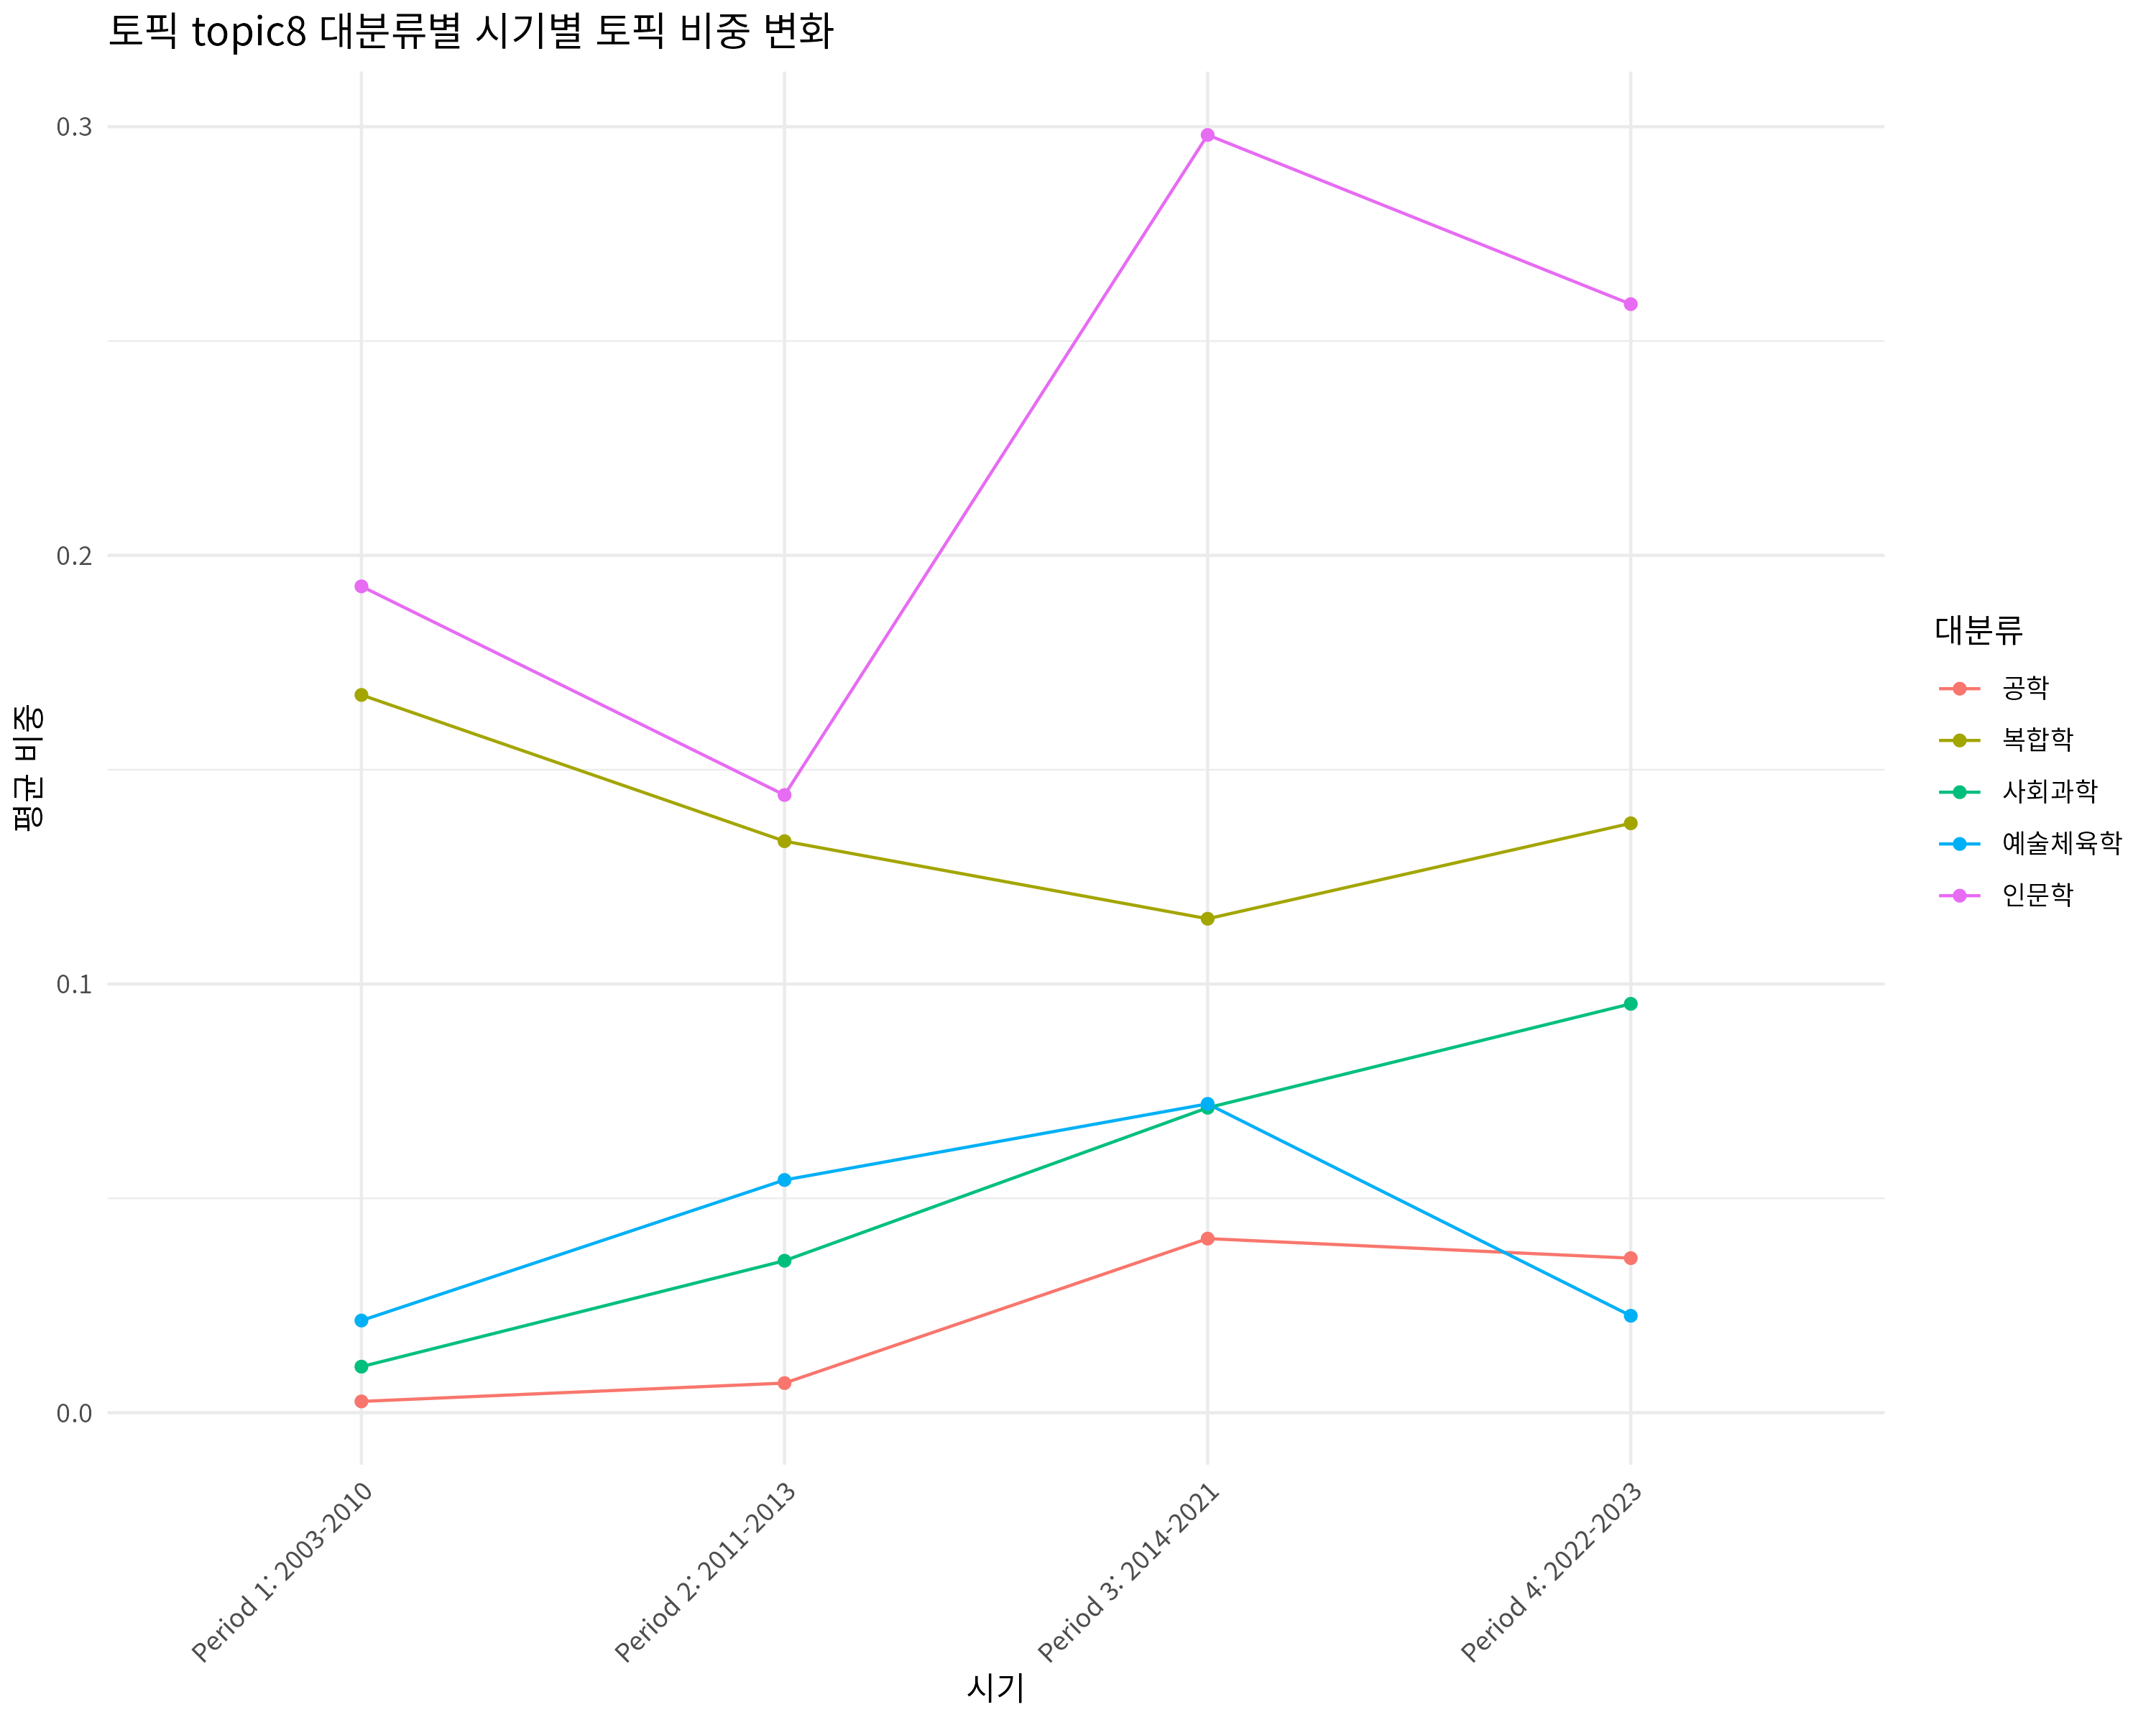 토픽 topic8 대분류별 시기별 토픽 비중 변화
평균 비중
0.3
0.2
0.1
0.0
Period 1: 2003-2010
Period 2: 2011-2013
Period 3: 2014-2021
Period 4: 2022-2023
시기
대분류
공학
복합학
사회과학
예술체육학
인문학